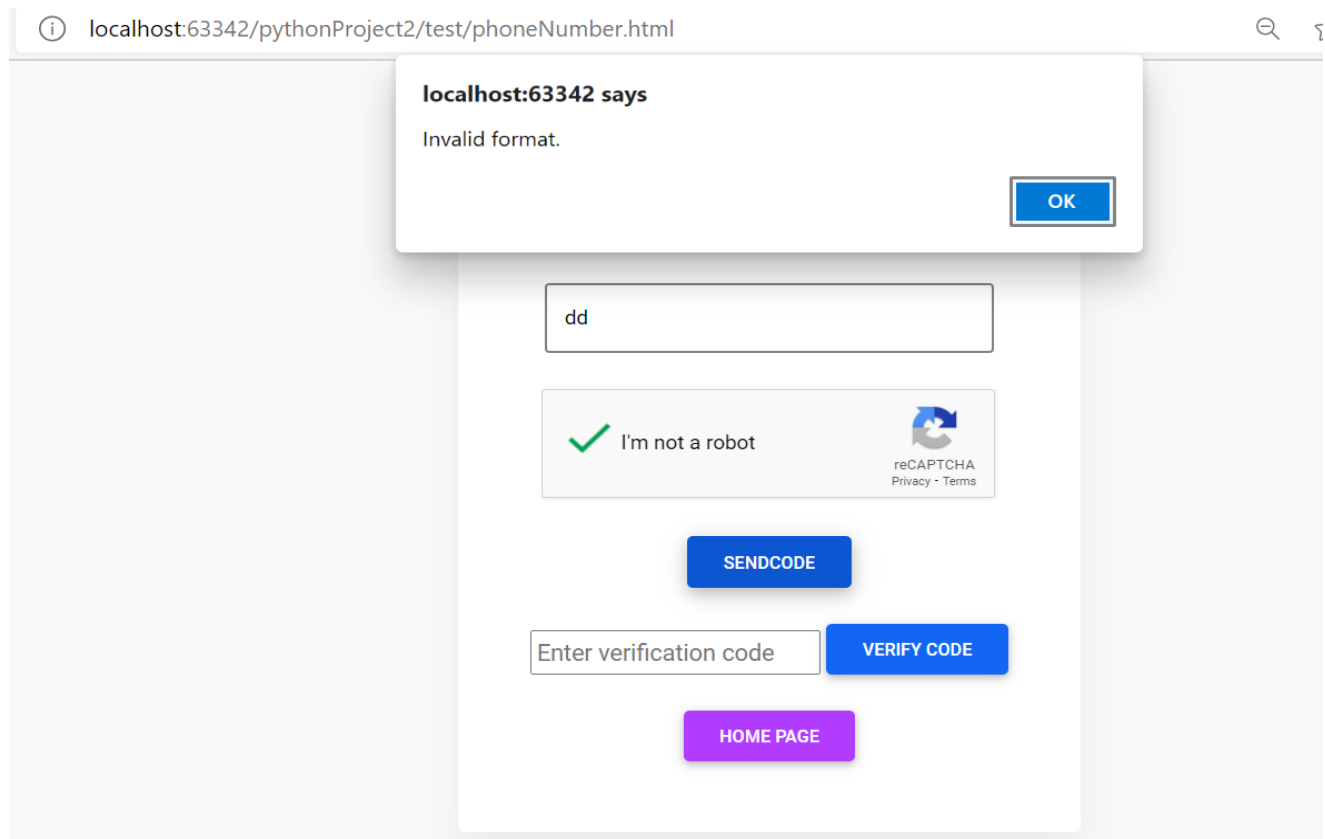 localhost:63342/pythonProject2/test/phoneNumber.html
localhost:63342 says
Invalid format.
OK
dd
I'm not a robot
reCAPTCHA
Privacy - Terms
SENDCODE
Enter verification code
VERIFY CODE
HOME PAGE